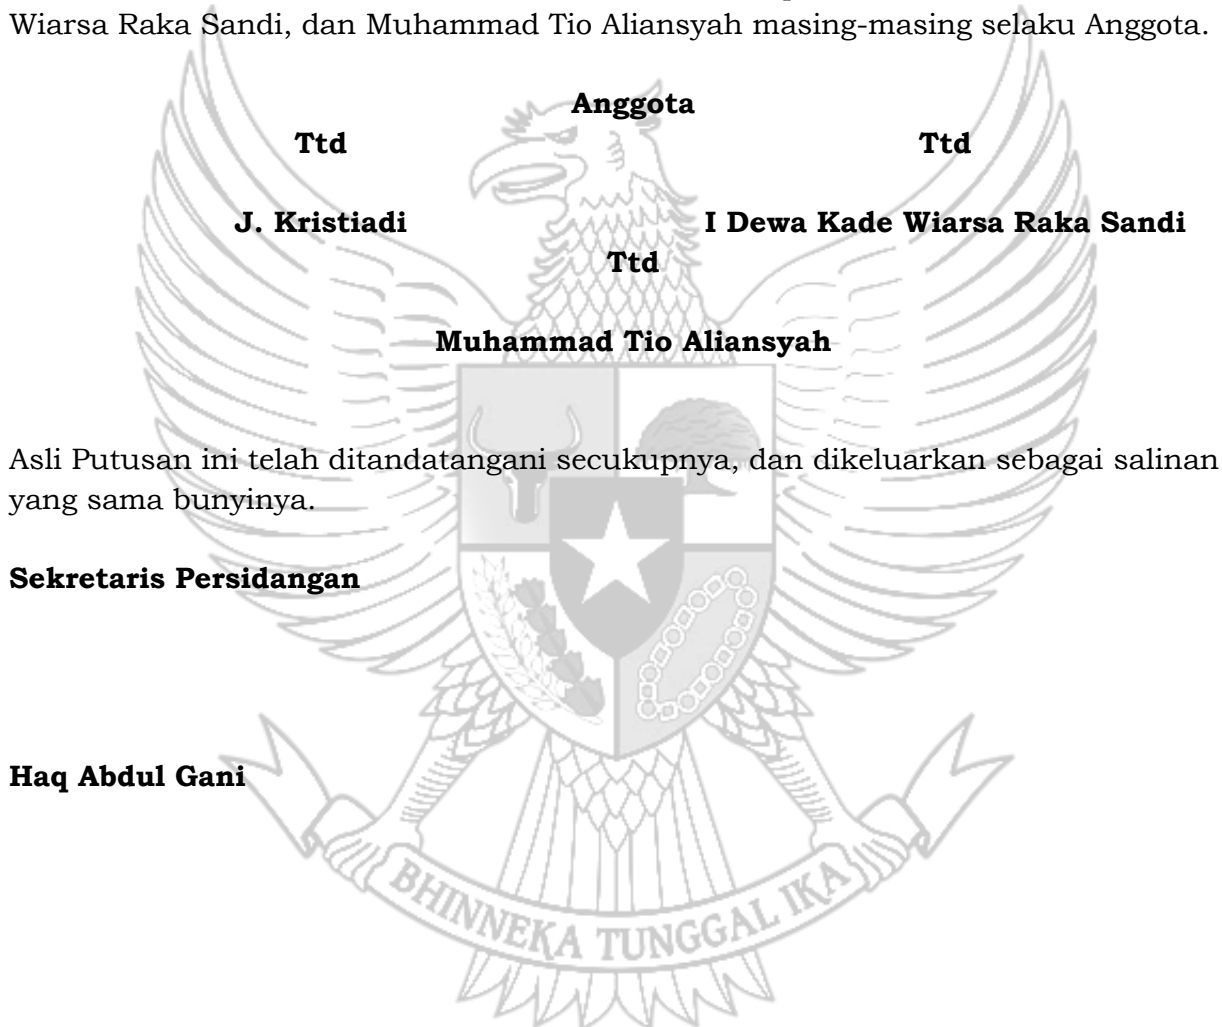 Wiarsa Raka Sandi, dan Muhammad Tio Aliansyah masing-masing selaku Anggota.
Anggota
Ttd Ttd
J. Kristiadi I Dewa Kade Wiarsa Raka Sandi
Ttd
Muhammad Tio Aliansyah
Asli Putusan ini telah ditandatangani secukupnya, dan dikeluarkan sebagai salinan
yang sama bunyinya.
Sekretaris Persidangan
Haq Abdul Gani
BHINNEKA TUNGGAL IKA